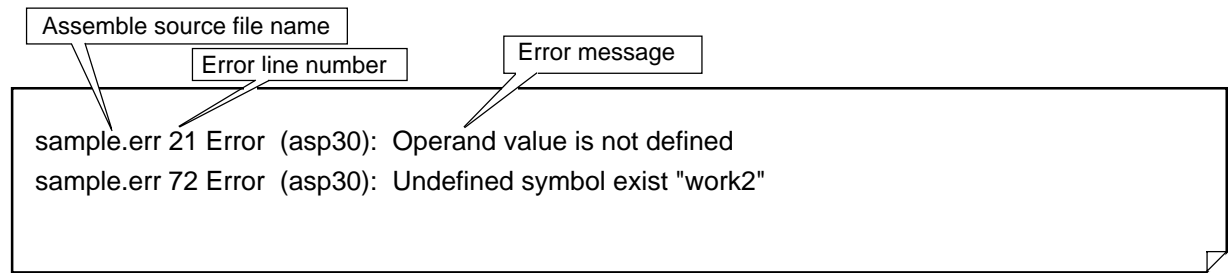 Assemble source file name
Error line number
Error message
sample.err 21 Error (asp30): Operand value is not defined
sample.err 72 Error (asp30): Undefined symbol exist "work2"